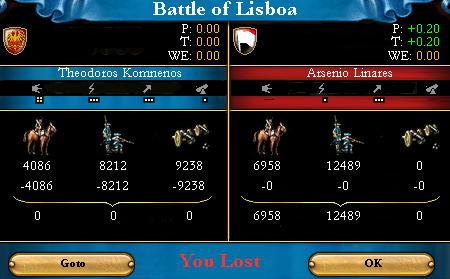 Battle of Lisboa
P: 0.00
T: 0.00
WE: 0.00
P: +0.20
T: +0.20
WE: 0.00
Theodoros Komnenos
Arsenio Linares
4086 8212 9238
-4086 -8212 -9238
0 0 0
6958 12489 0
-0 -0 -0
6958 12489 0
Goto
You Lost
OK